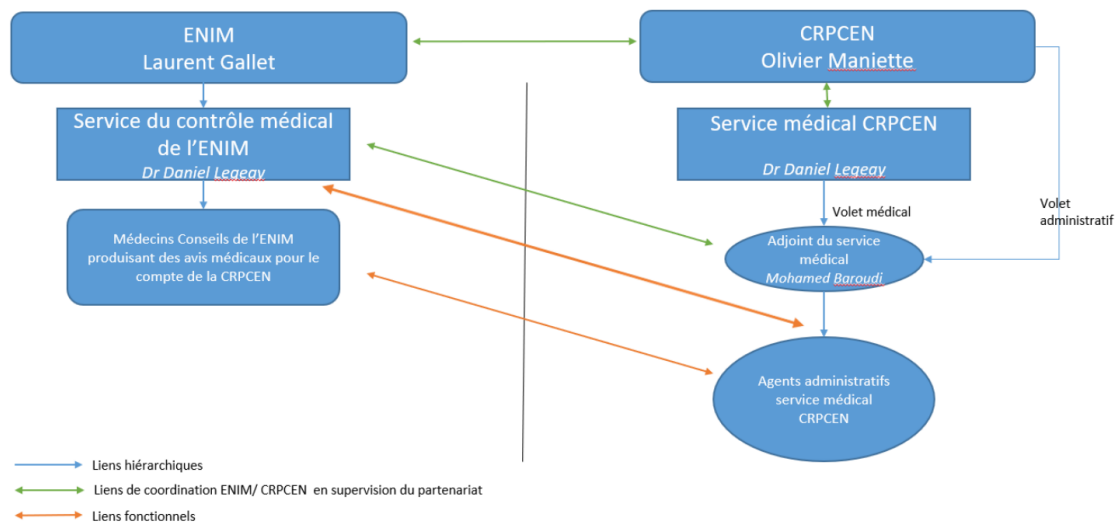 ENIM
Laurent Gallet
CRPCEN
Olivier Maniette
Service du contrôle médical
de l’ENIM
Dr Daniel Legeay
Service médical CRPCEN
Dr Daniel Legeay
Volet médical
Volet
administratif
Médecins Conseils de l’ENIM
produisant des avis médicaux pour le
compte de la CRPCEN
Adjoint du service
médical
Mohamed Baroudi
Agents administratifs
service médical
CRPCEN
Liens hiérarchiques
Liens de coordination ENIM/ CRPCEN en supervision du partenariat
Liens fonctionnels